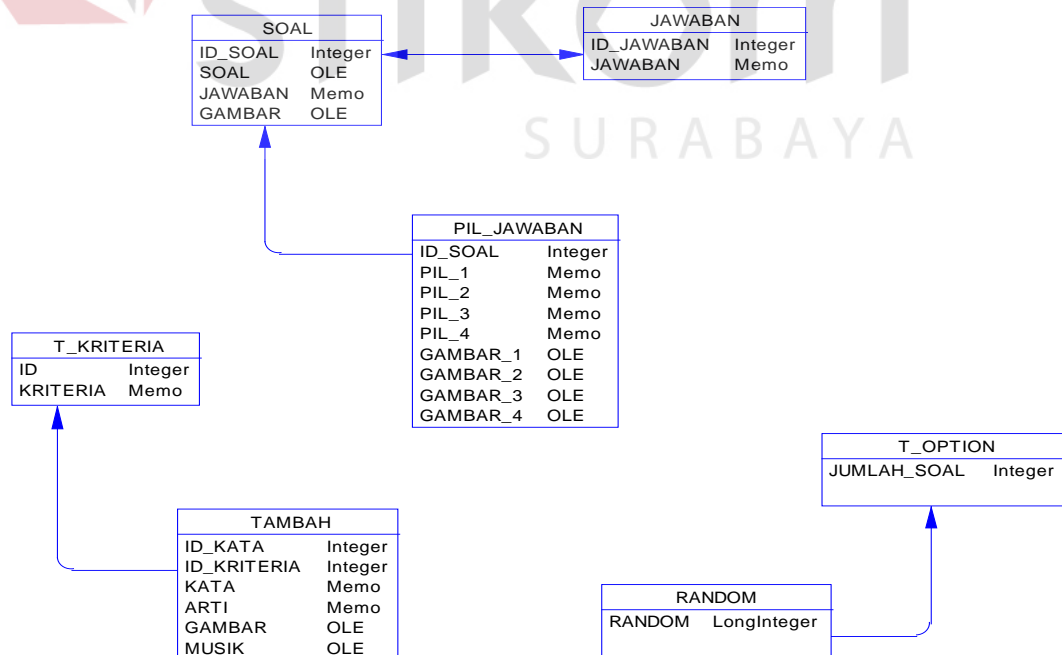 stikom
SURABAYA
SOAL
ID_SOAL Integer
SOAL OLE
JAWABAN Memo
GAMBAR OLE
JAWABAN
ID_JAWABAN Integer
JAWABAN Memo
PIL_JAWABAN
ID_SOAL Integer
PIL_1 Memo
PIL_2 Memo
PIL_3 Memo
PIL_4 Memo
GAMBAR_1 OLE
GAMBAR_2 OLE
GAMBAR_3 OLE
GAMBAR_4 OLE
T_KRITERIA
ID Integer
KRITERIA Memo
T_OPTION
JUMLAH_SOAL Integer
TAMBAH
ID_KATA Integer
ID_KRITERIA Integer
KATA Memo
ARTI Memo
GAMBAR OLE
MUSIK OLE
RANDOM
RANDOM LongInteger